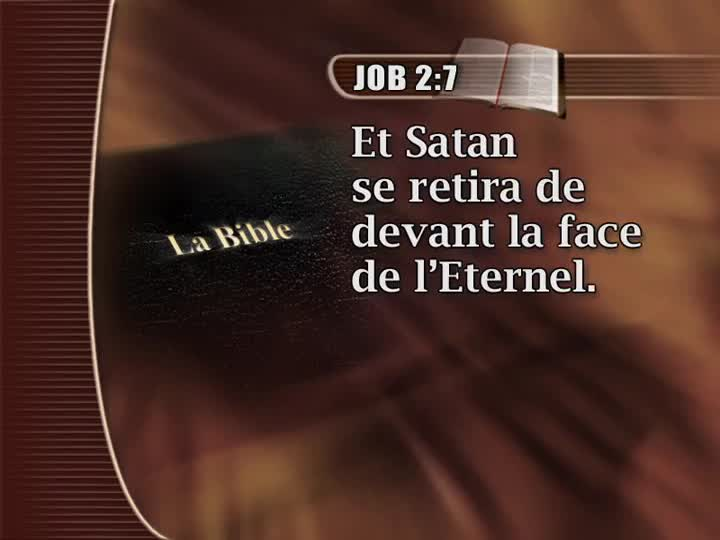 JOB 2:7
Et Satan
se retira de
devant la face
de l'Eternel.
La Bible